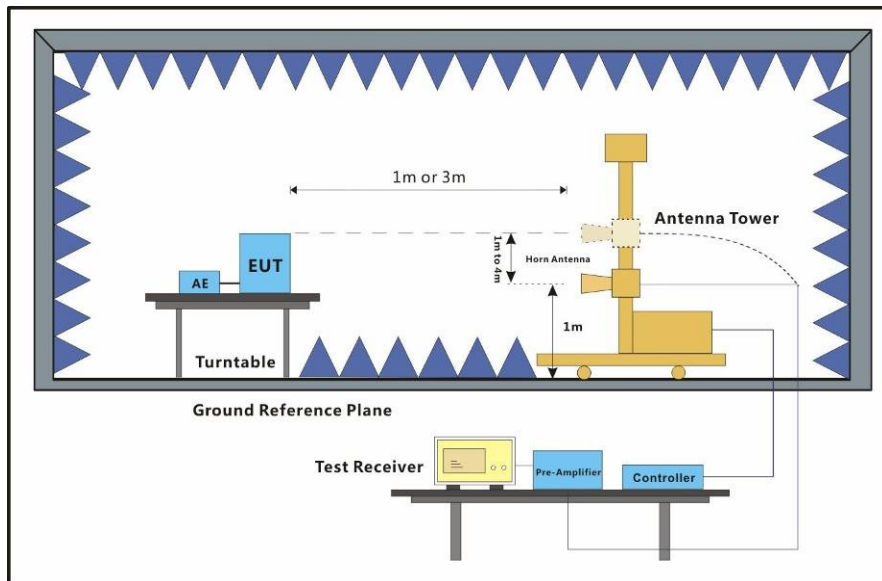 1m or 3m
Antenna Tower
1m to 4m
Horn Antenna
EUT
AE
1m
Turntable
Ground Reference Plane
Test Receiver
Pre-Amplifier
Controller